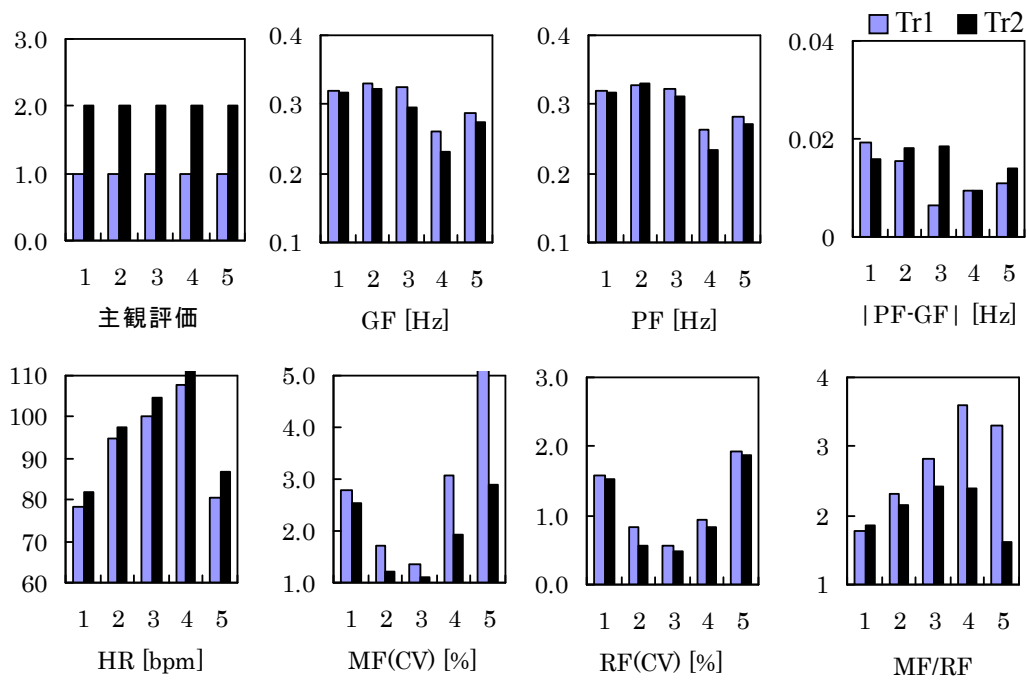 Tr1 Tr2
3.0
2.0
1.0
0.0
1 2 3 4 5
主観評価
0.4
0.3
0.2
0.1
1 2 3 4 5
GF [Hz]
0.4
0.3
0.2
0.1
1 2 3 4 5
PF [Hz]
0.04
0.02
0
1 2 3 4 5
|PF-GF| [Hz]
110
100
90
80
70
60
1 2 3 4 5
HR [bpm]
5.0
4.0
3.0
2.0
1.0
1 2 3 4 5
MF(CV) [%]
3.0
2.0
1.0
0.0
1 2 3 4 5
RF(CV) [%]
4
3
2
1
1 2 3 4 5
MF/RF